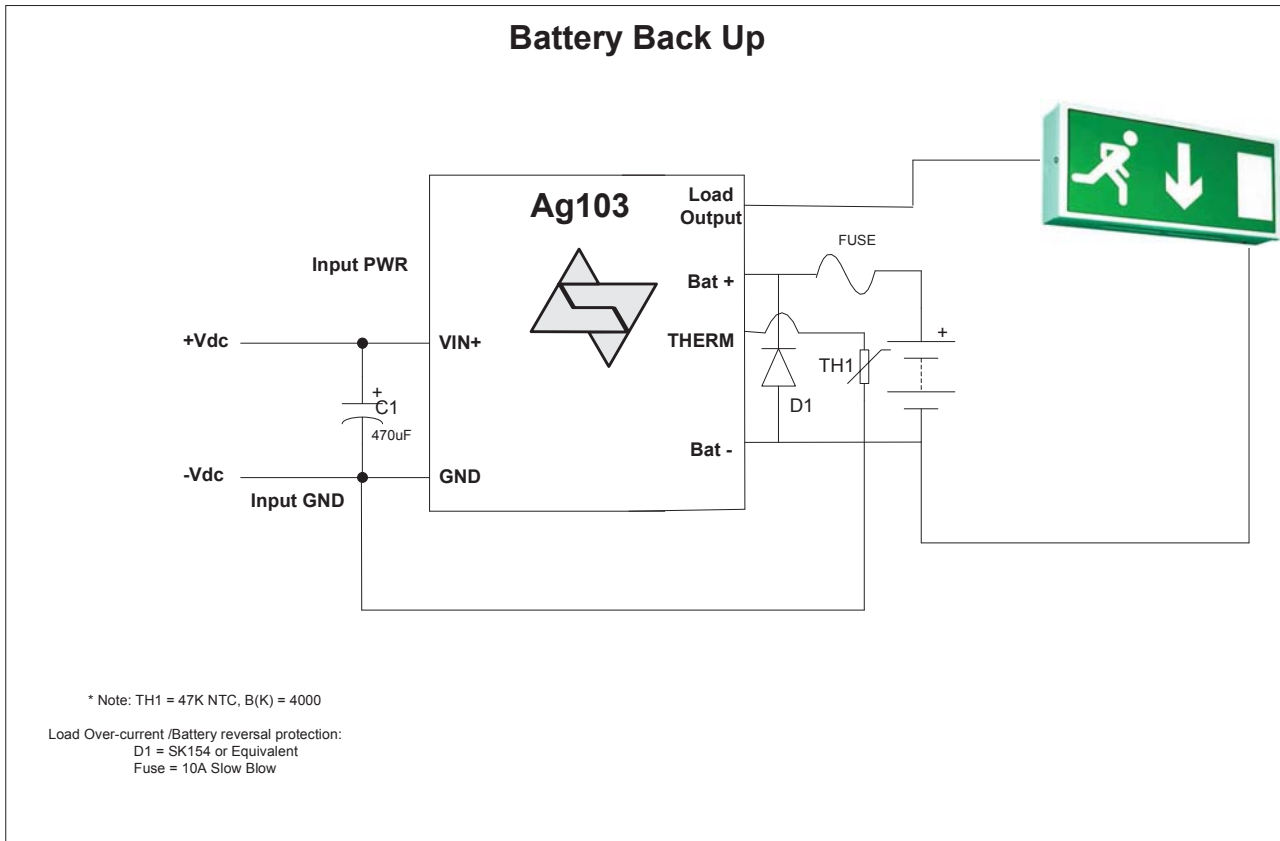 Battery Back Up
Ag103
Load
Output
FUSE
Input PWR
Bat +
+Vdc
VIN+
THERM
+
TH1
+
C1
D1
470uF
Bat -
-Vdc
GND
Input GND
* Note: TH1 = 47K NTC, B(K) = 4000
Load Over-current /Battery reversal protection:
D1 = SK154 or Equivalent
Fuse = 10A Slow Blow